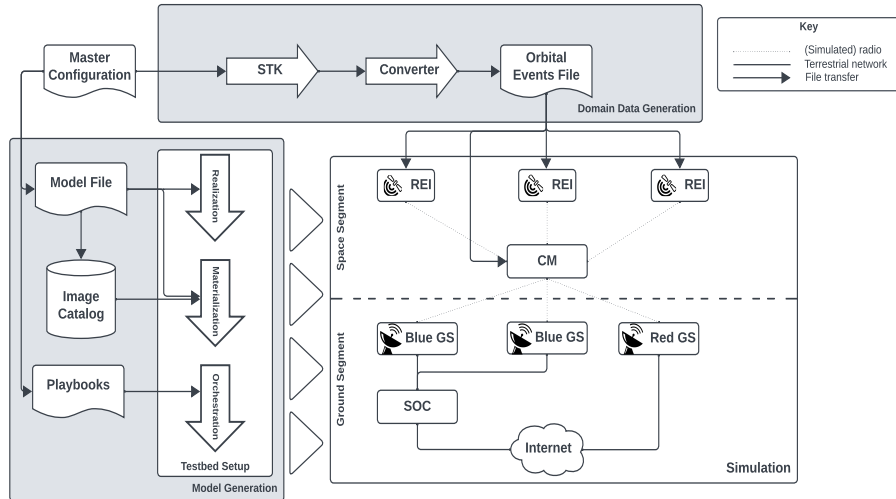 Key
(Simulated) radio
Terrestrial network
File transfer
Master
Configuration
STK
Converter
Orbital
Events File
Domain Data Generation
Model File
Image
Catalog
Playbooks
Realization
Materialization
Orchestration
Testbed Setup
Model Generation
Space Segment
REI
REI
REI
CM
Ground Segment
Blue GS
Blue GS
Red GS
SOC
Internet
Simulation